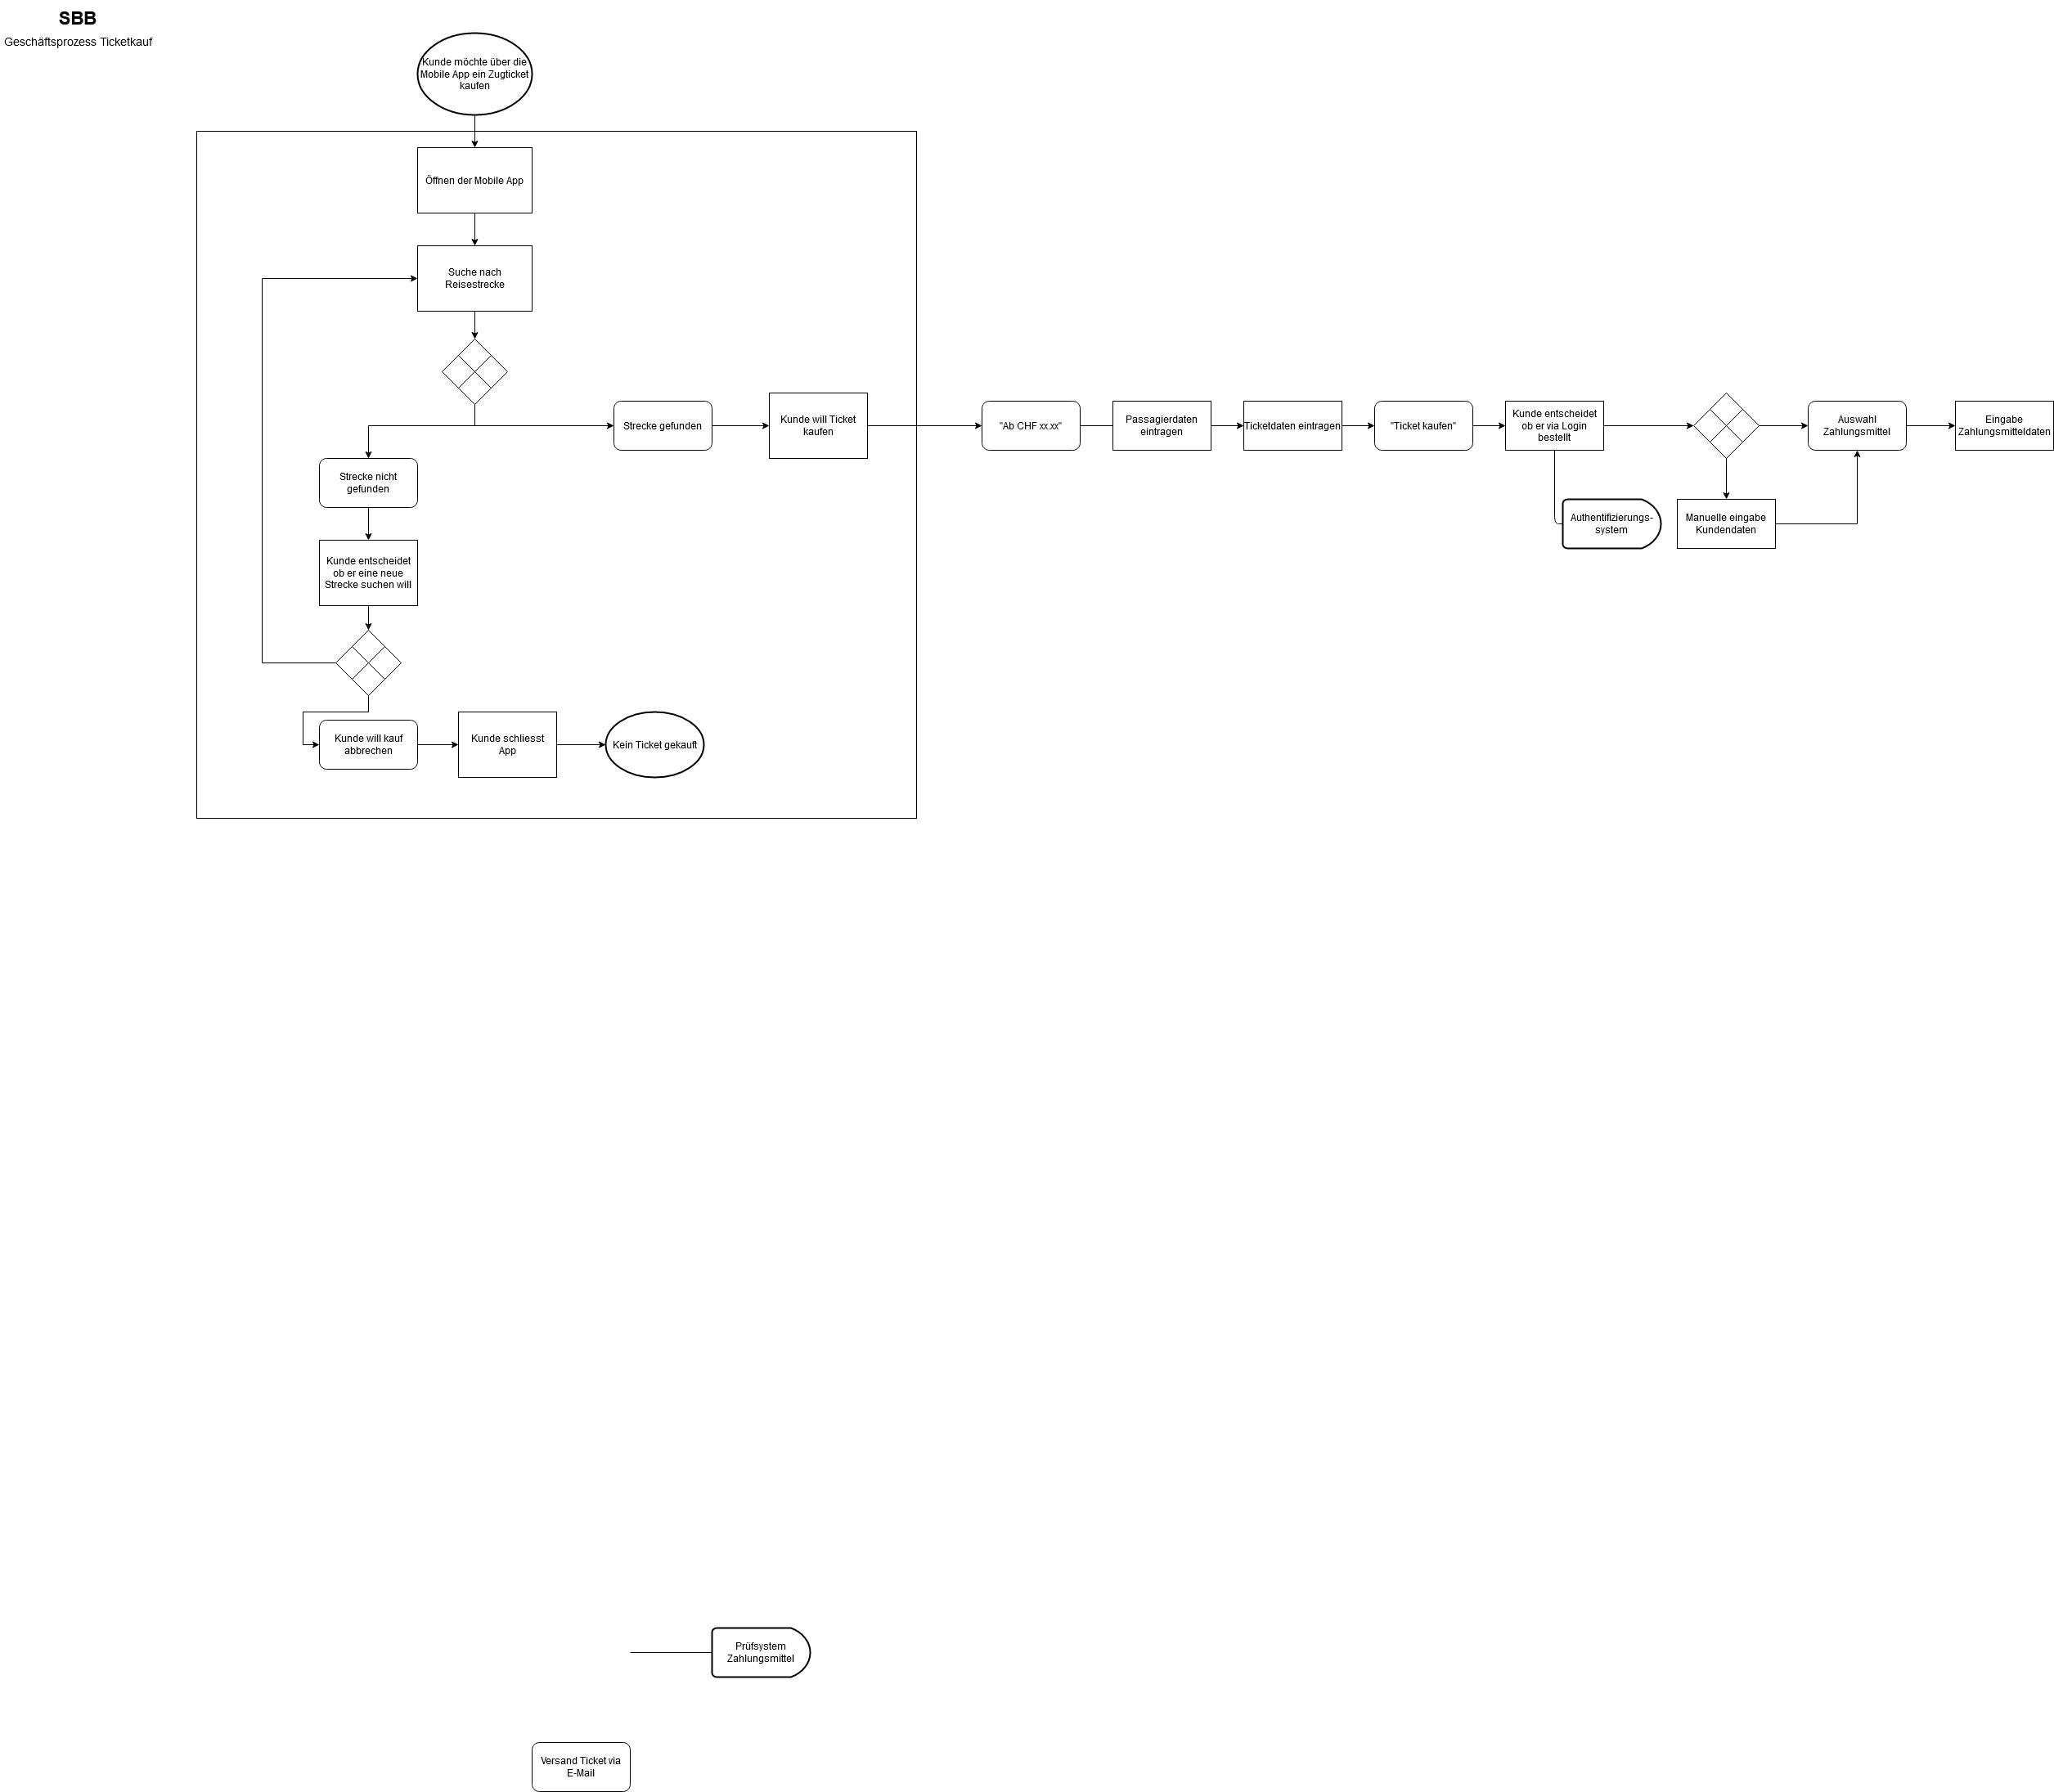 SBB
Geschäftsprozess Ticketkauf
Kunde möchte über die
Mobile App ein Zugticket
kaufen
Öffnen der Mobile App
Suche nach
Reisestrecke
Strecke gefunden
Kunde will Ticket
kaufen
"Ab CHF xx.xx"
Passagierdaten
eintragen
Ticketdaten eintragen
"Ticket kaufen"
Kunde entscheidet
ob er via Login
bestellt
Auswahl
Zahlungsmittel
Eingabe
Zahlungsmitteldaten
Strecke nicht
gefunden
Authentifizierungs-
system
Manuelle eingabe
Kundendaten
Kunde entscheidet
ob er eine neue
Strecke suchen will
Kunde will kauf
abbrechen
Kunde schliesst
App
Kein Ticket gekauft
Prüfsystem
Zahlungsmittel
Versand Ticket via
E-Mail